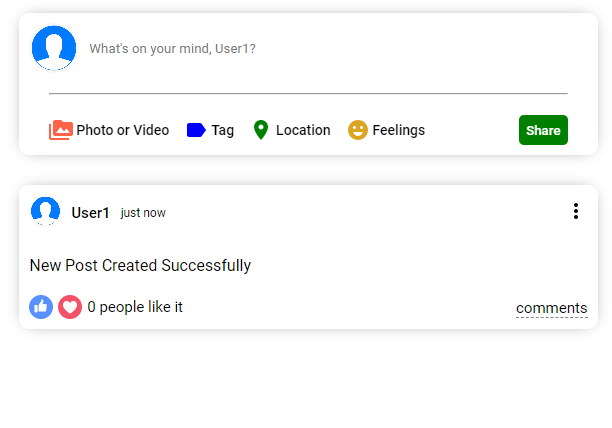 What's on your mind, User1?
Photo or Video Tag Location Feelings Share
User1 just now
New Post Created Successfully
0 people like it comments